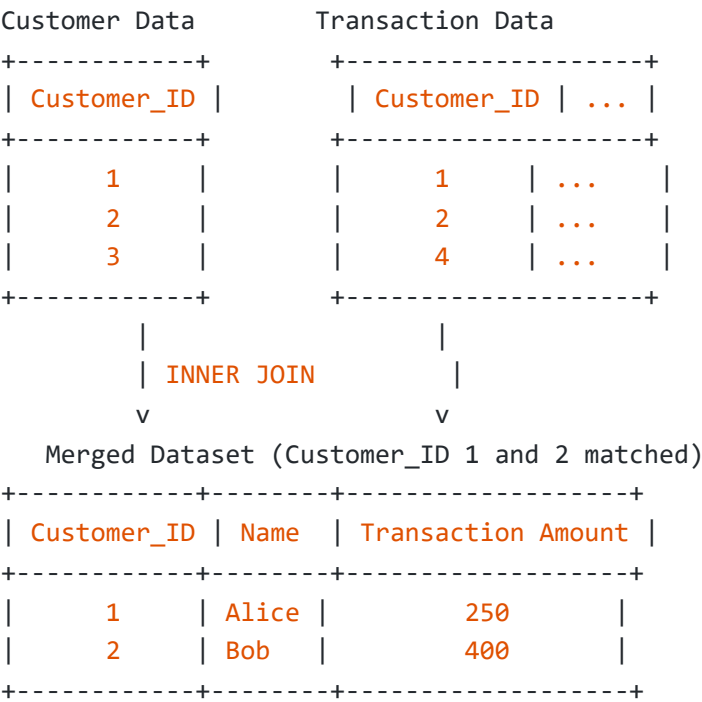 Customer Data          Transaction Data
+------------+          +--------------------+
| Customer_ID |          | Customer_ID | ... |
+------------+          +--------------------+
|      1      |          |      1      | ...     |
|      2      |          |      2      | ...     |
|      3      |          |      4      | ...     |
+------------+          +--------------------+
           |                        |
           | INNER JOIN            |
           v                        v
    Merged Dataset (Customer_ID 1 and 2 matched)
+------------+--------+------------------+
| Customer_ID | Name   | Transaction Amount |
+------------+--------+------------------+
|      1      | Alice |        250         |
|      2      | Bob    |        400         |
+------------+--------+------------------+